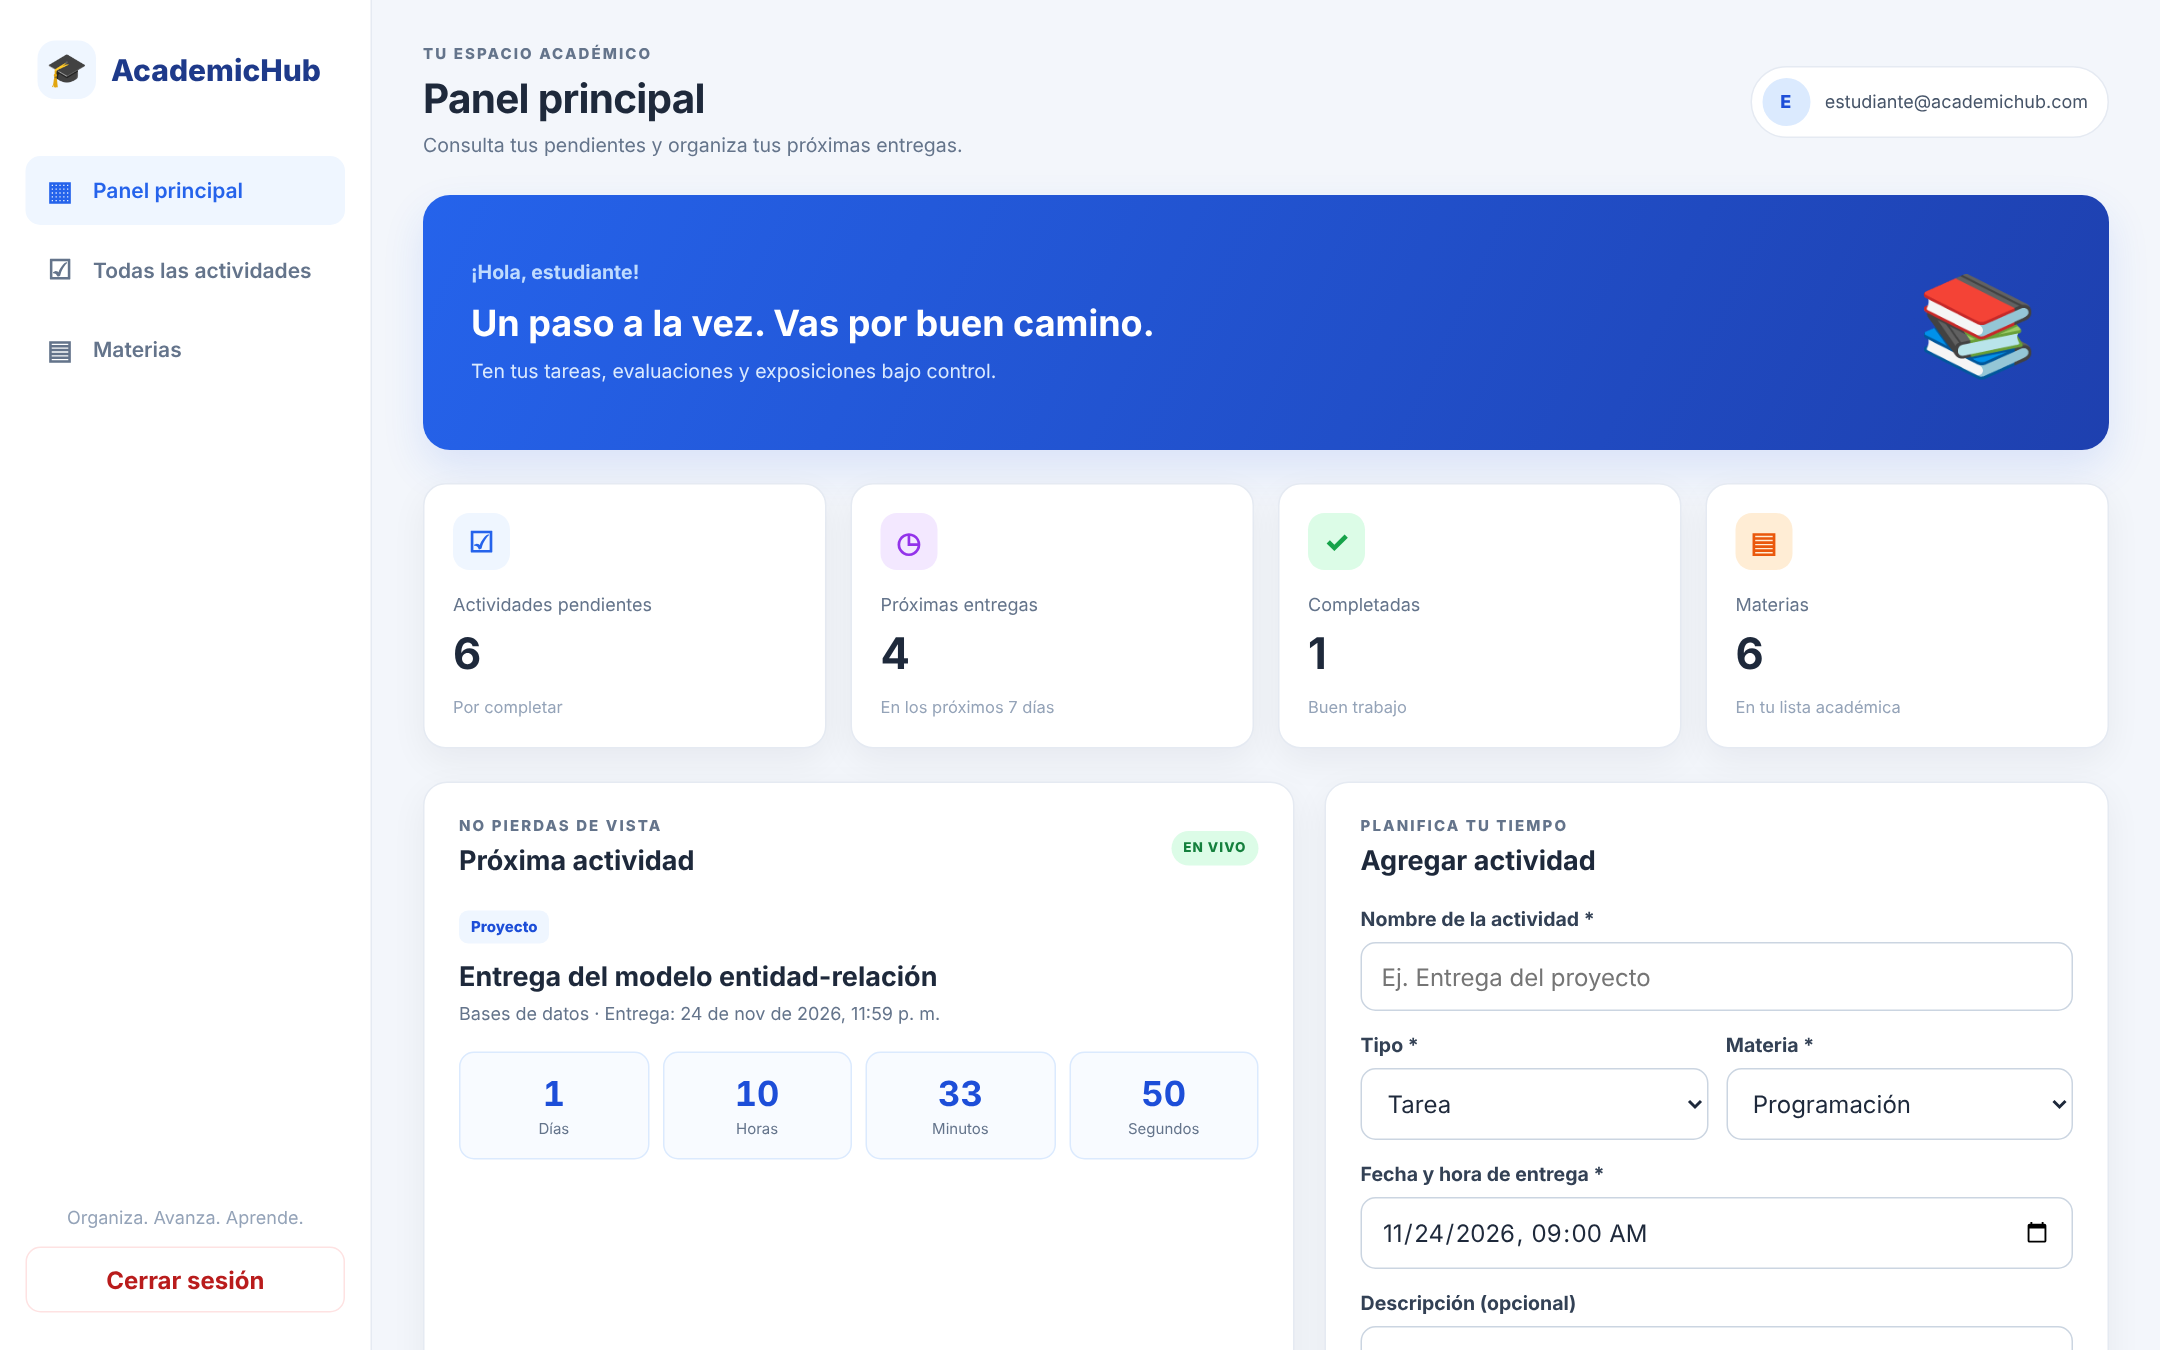 AcademicHub
Panel principal
Todas las actividades
Materias
Organiza. Avanza. Aprende.
Cerrar sesión
TU ESPACIO ACADÉMICO
Panel principal
Consulta tus pendientes y organiza tus próximas entregas.
E
estudiante@academichub.com
¡Hola, estudiante!
Un paso a la vez. Vas por buen camino.
Ten tus tareas, evaluaciones y exposiciones bajo control.
Actividades pendientes
6
Por completar
Próximas entregas
4
En los próximos 7 días
Completadas
1
Buen trabajo
Materias
6
En tu lista académica
NO PIERDAS DE VISTA
Próxima actividad
EN VIVO
Proyecto
Entrega del modelo entidad-relación
Bases de datos · Entrega: 24 de nov de 2026, 11:59 p. m.
1
Días
10
Horas
33
Minutos
50
Segundos
PLANIFICA TU TIEMPO
Agregar actividad
Nombre de la actividad *
Ej. Entrega del proyecto
Tipo *
Tarea
Materia *
Programación
Fecha y hora de entrega *
11/24/2026, 09:00 AM
Descripción (opcional)